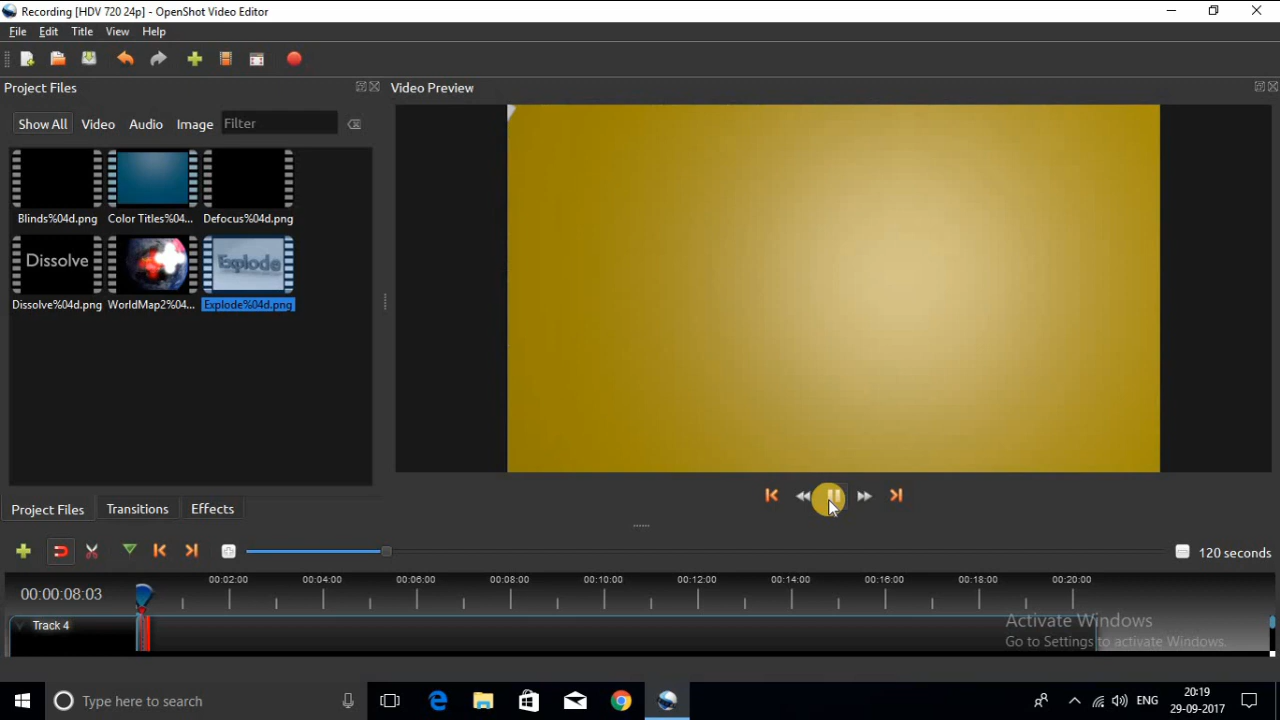 Recording [HDV 720 24p] - OpenShot Video Editor
File Edit Title View Help
Project Files
Video Preview
Show All Video Audio Image Filter
Blinds%04d.png Color Titles%04... Defocus%04d.png
Dissolve
Explode
Dissolve%04d.png WorldMap2%04... Explode%04d.png
Project Files Transitions Effects
120 seconds
00:00:08:03
00:02:00 00:04:00 00:06:00 00:08:00 00:10:00 00:12:00 00:14:00 00:16:00 00:18:00 00:20:00
Track 4
Activate Windows
Go to Settings to activate Windows.
Type here to search
ENG
20:19
29-09-2017